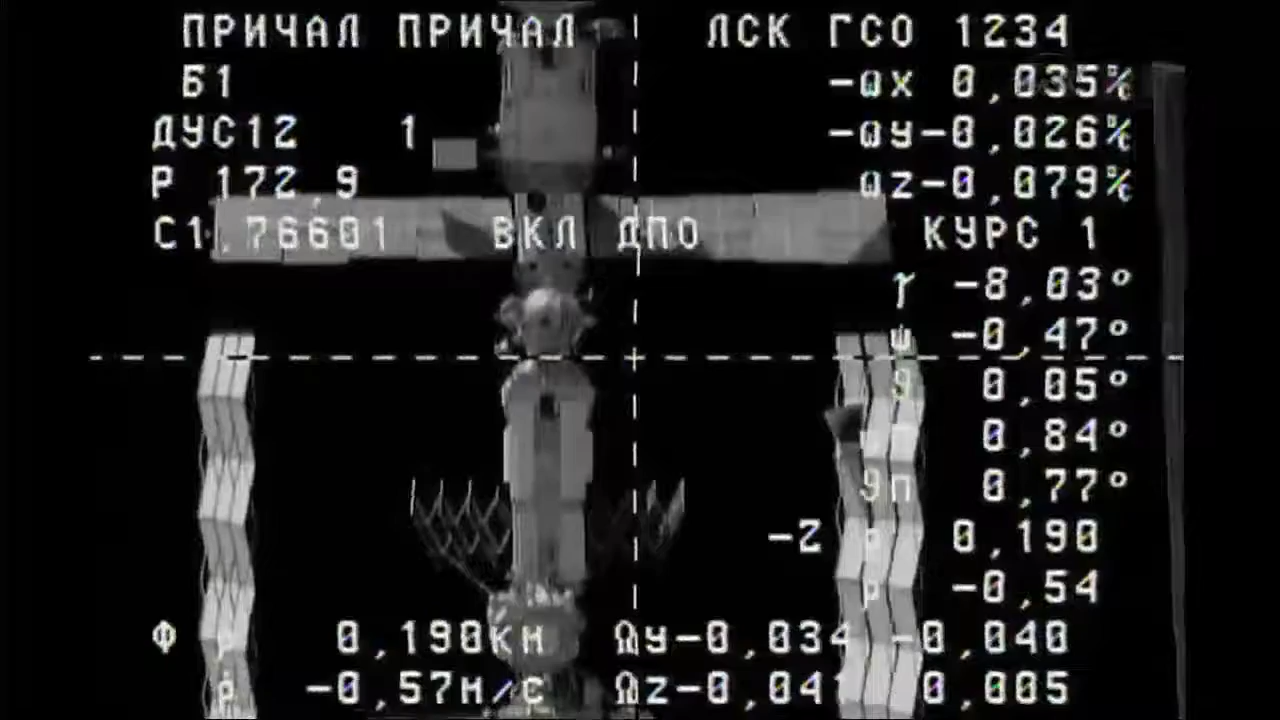 ПРИЧАЛ ПРИЧАЛ ЛСК ГСО 1234
Б1 -ωx 0,035°/с
ДУС12 1 -ωy-0,026°/с
P 172,9 ωz-0,079°/с
С1,76601 ВКЛ ДПО КУРС 1
γ -8,03°
ψ -0,47°
ϑ 0,05°
0,84°
ϑп 0,77°
-Z ρ 0,190
ρ̇ -0,54
Ф ρ 0,190км Ωy-0,034 -0,040
ρ̇ -0,57м/с Ωz-0,041 0,005